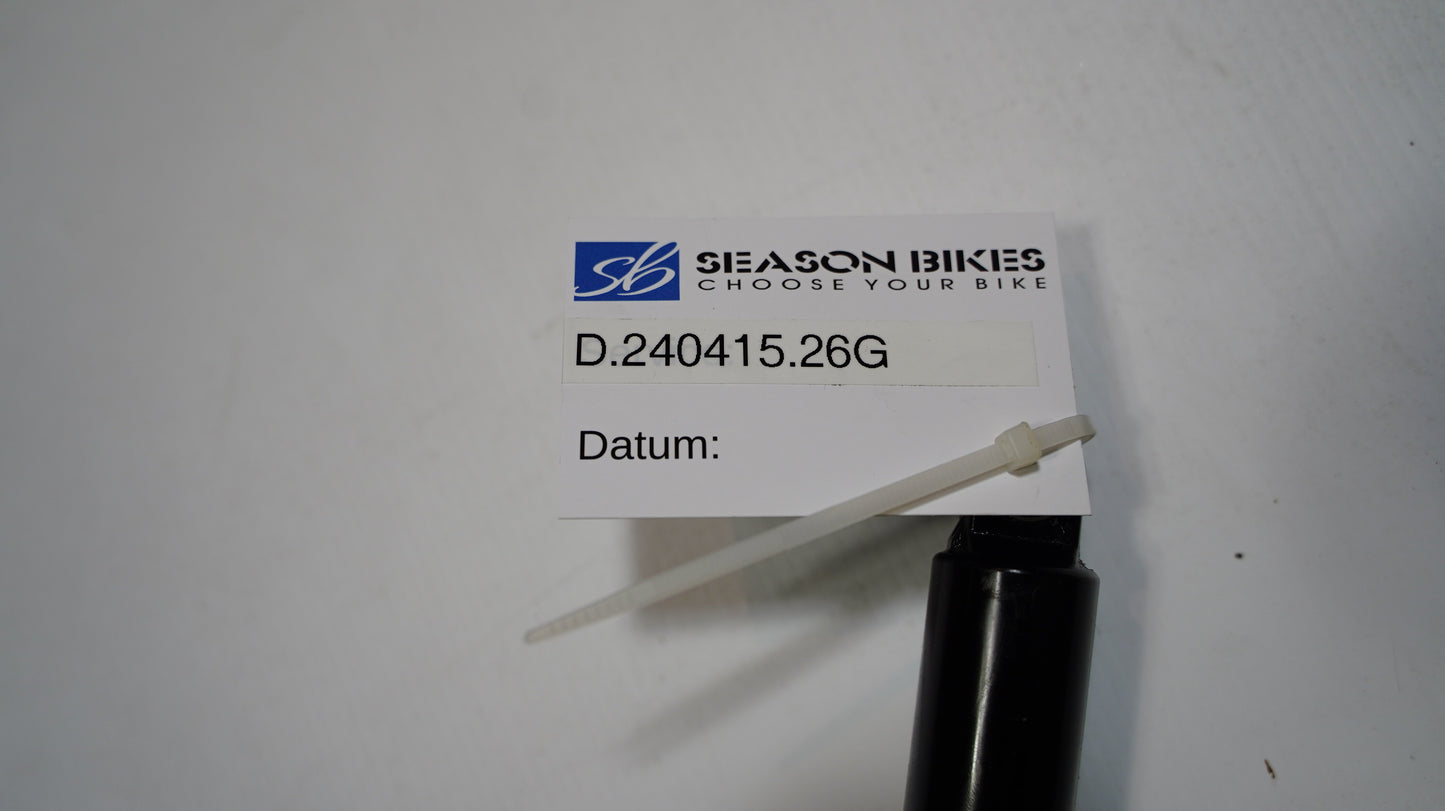 sb SEASON BIKES
CHOOSE YOUR BIKE
D.240415.26G
Datum: